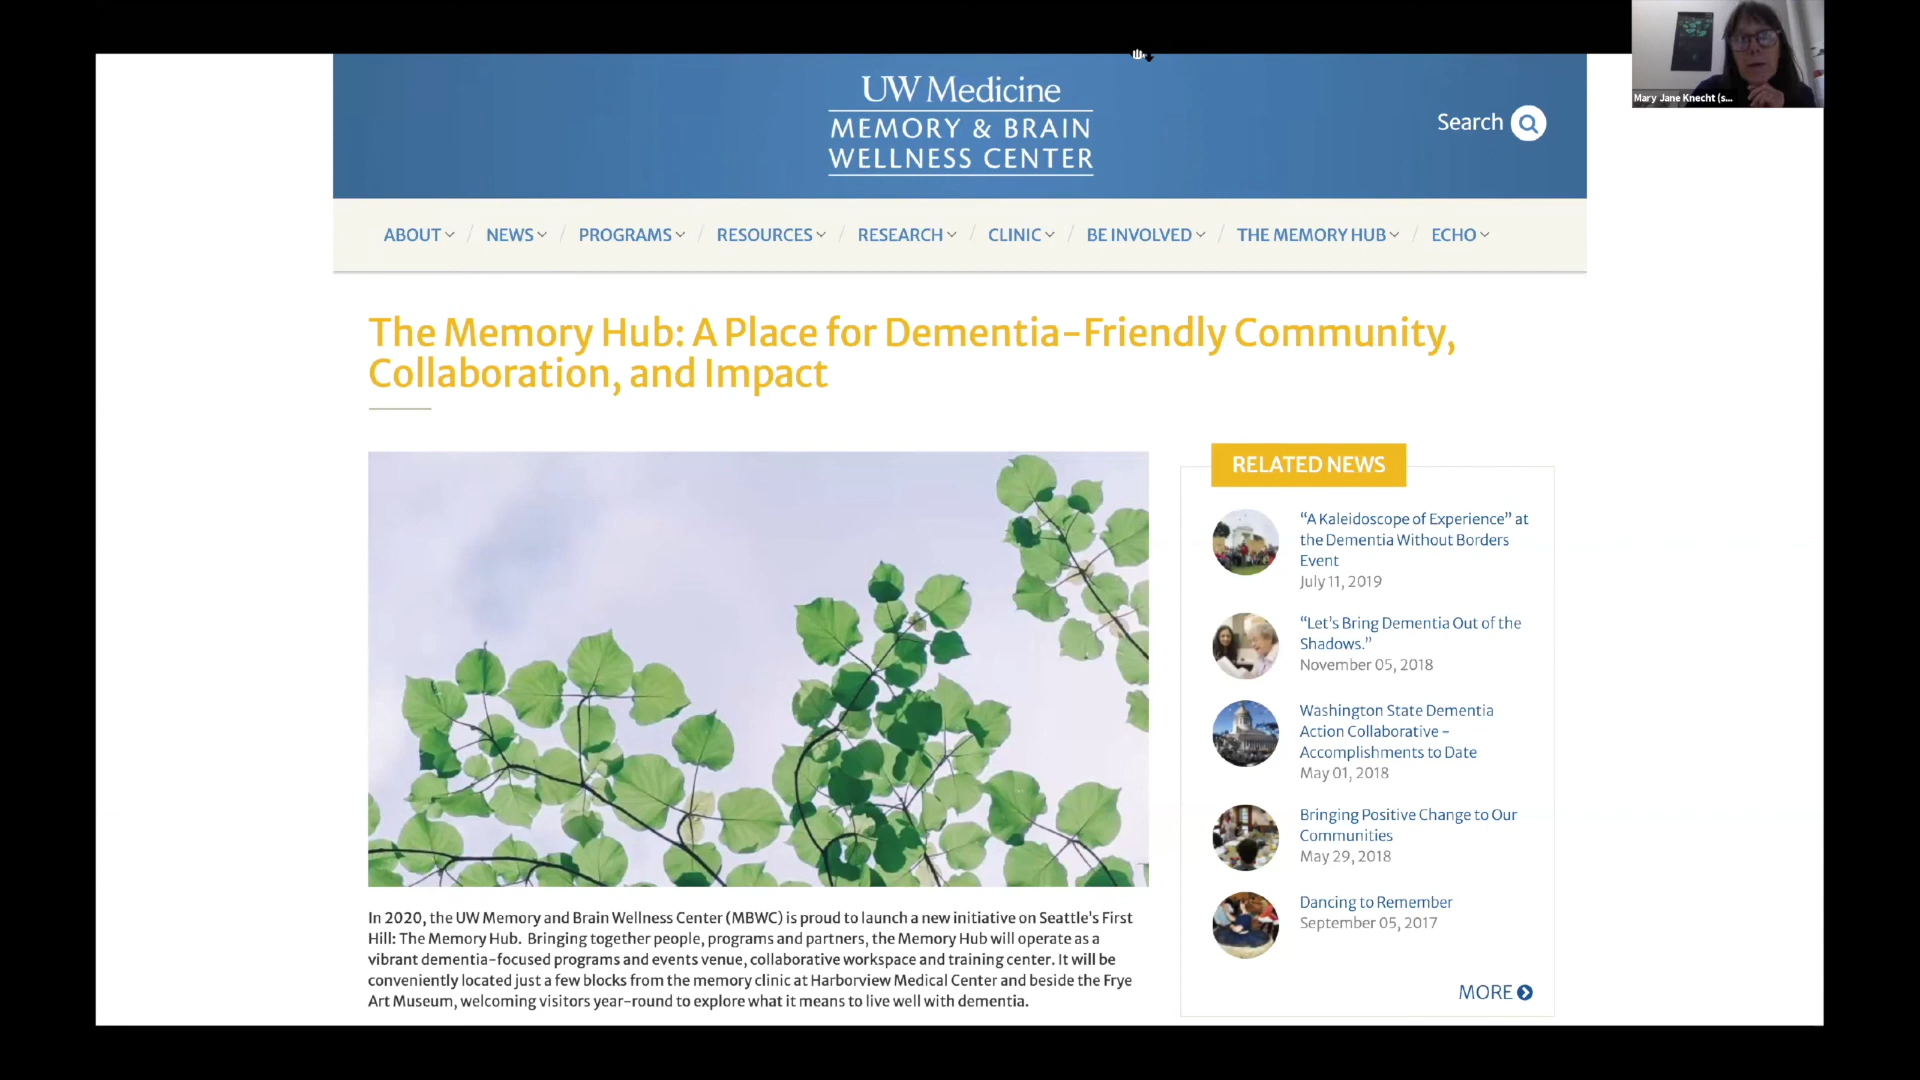 Mary Jane Knecht (s...
UW Medicine
MEMORY & BRAIN
WELLNESS CENTER
Search
ABOUT / NEWS / PROGRAMS / RESOURCES / RESEARCH / CLINIC / BE INVOLVED / THE MEMORY HUB / ECHO
The Memory Hub: A Place for Dementia-Friendly Community,
Collaboration, and Impact
In 2020, the UW Memory and Brain Wellness Center (MBWC) is proud to launch a new initiative on Seattle's First
Hill: The Memory Hub. Bringing together people, programs and partners, the Memory Hub will operate as a
vibrant dementia-focused programs and events venue, collaborative workspace and training center. It will be
conveniently located just a few blocks from the memory clinic at Harborview Medical Center and beside the Frye
Art Museum, welcoming visitors year-round to explore what it means to live well with dementia.
RELATED NEWS
“A Kaleidoscope of Experience” at
the Dementia Without Borders
Event
July 11, 2019
“Let’s Bring Dementia Out of the
Shadows.”
November 05, 2018
Washington State Dementia
Action Collaborative –
Accomplishments to Date
May 01, 2018
Bringing Positive Change to Our
Communities
May 29, 2018
Dancing to Remember
September 05, 2017
MORE